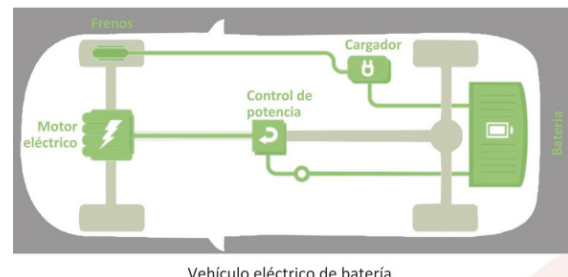 Frenos
Cargador
Control de
potencia
Motor
eléctrico
Batería
Vehículo eléctrico de batería